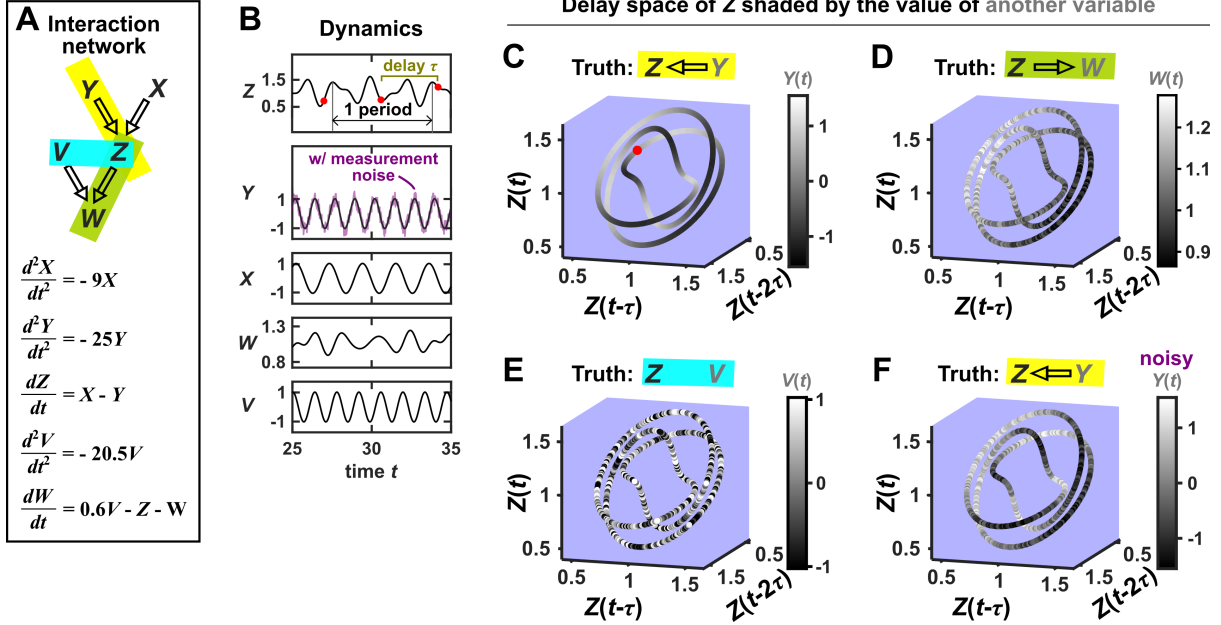 Delay space of Z shaded by the value of another variable
A
Interaction
network
Y
X
V
Z
W
d²X
dt²
= - 9X
d²Y
dt²
= - 25Y
dZ
dt
= X - Y
d²V
dt²
= - 20.5V
dW
dt
= 0.6V - Z - W
B
Dynamics
delay τ
Z
1.5
0.5
1 period
w/ measurement
noise
Y
1
-1
X
1
-1
W
1.3
0.8
V
1
-1
25
30
35
time t
C
Truth: Z Y
Y(t)
1
0
-1
Z(t)
1.5
1
0.5
0.5
1
1.5
Z(t-τ)
0.5
1.5
Z(t-2τ)
D
Truth: Z W
W(t)
1.2
1.1
1
0.9
Z(t)
1.5
1
0.5
0.5
1
1.5
Z(t-τ)
0.5
1.5
Z(t-2τ)
E
Truth: Z V
V(t)
1
0
-1
Z(t)
1.5
1
0.5
0.5
1
1.5
Z(t-τ)
0.5
1.5
Z(t-2τ)
F
Truth: Z Y
noisy
Y(t)
1
0
-1
Z(t)
1.5
1
0.5
0.5
1
1.5
Z(t-τ)
0.5
1.5
Z(t-2τ)